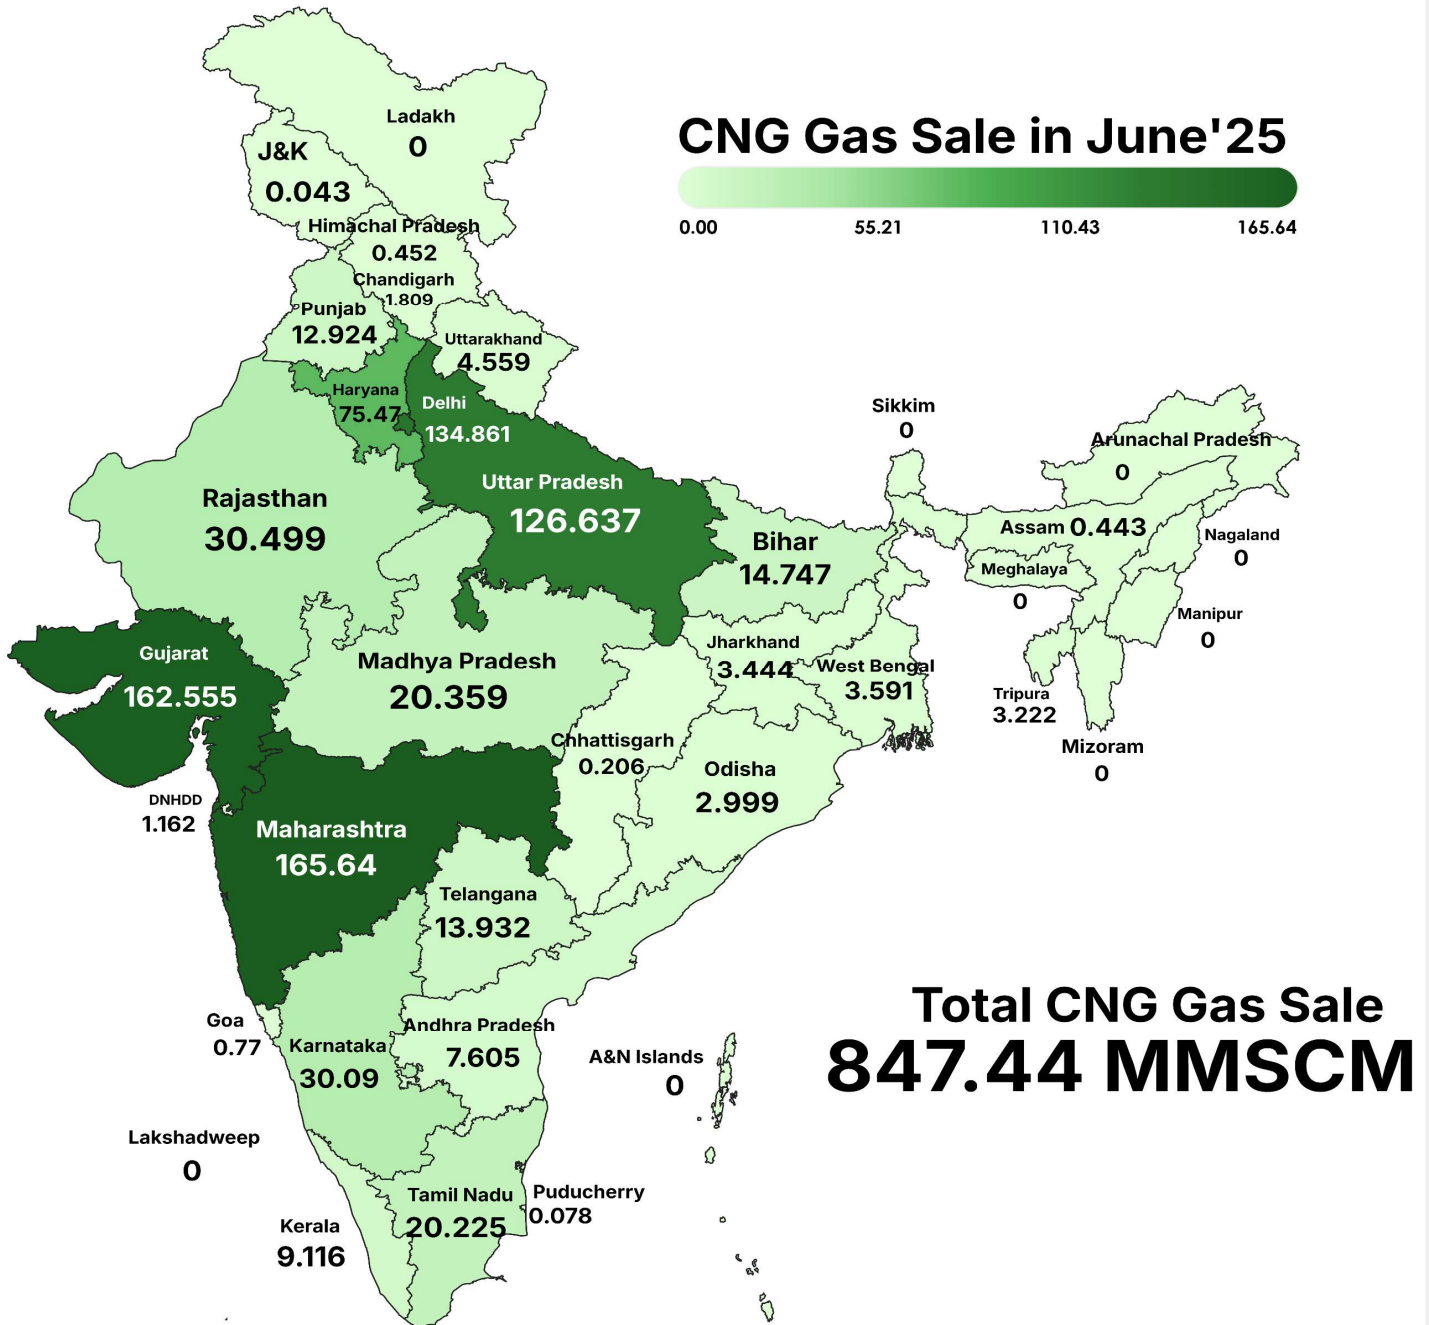 CNG Gas Sale in June'25
0.00
55.21
110.43
165.64
Ladakh
0
J&K
0.043
Himachal Pradesh
0.452
Chandigarh
1.809
Punjab
12.924
Uttarakhand
4.559
Haryana
75.47
Delhi
134.861
Uttar Pradesh
126.637
Rajasthan
30.499
Bihar
14.747
Sikkim
0
Arunachal Pradesh
0
Assam 0.443
Nagaland
0
Meghalaya
0
Manipur
0
Tripura
3.222
Mizoram
0
Gujarat
162.555
Madhya Pradesh
20.359
Jharkhand
3.444
West Bengal
3.591
Chhattisgarh
0.206
Odisha
2.999
DNHDD
1.162
Maharashtra
165.64
Telangana
13.932
Goa
0.77
Karnataka
30.09
Andhra Pradesh
7.605
A&N Islands
0
Total CNG Gas Sale
847.44 MMSCM
Lakshadweep
0
Kerala
9.116
Tamil Nadu
20.225
Puducherry
0.078